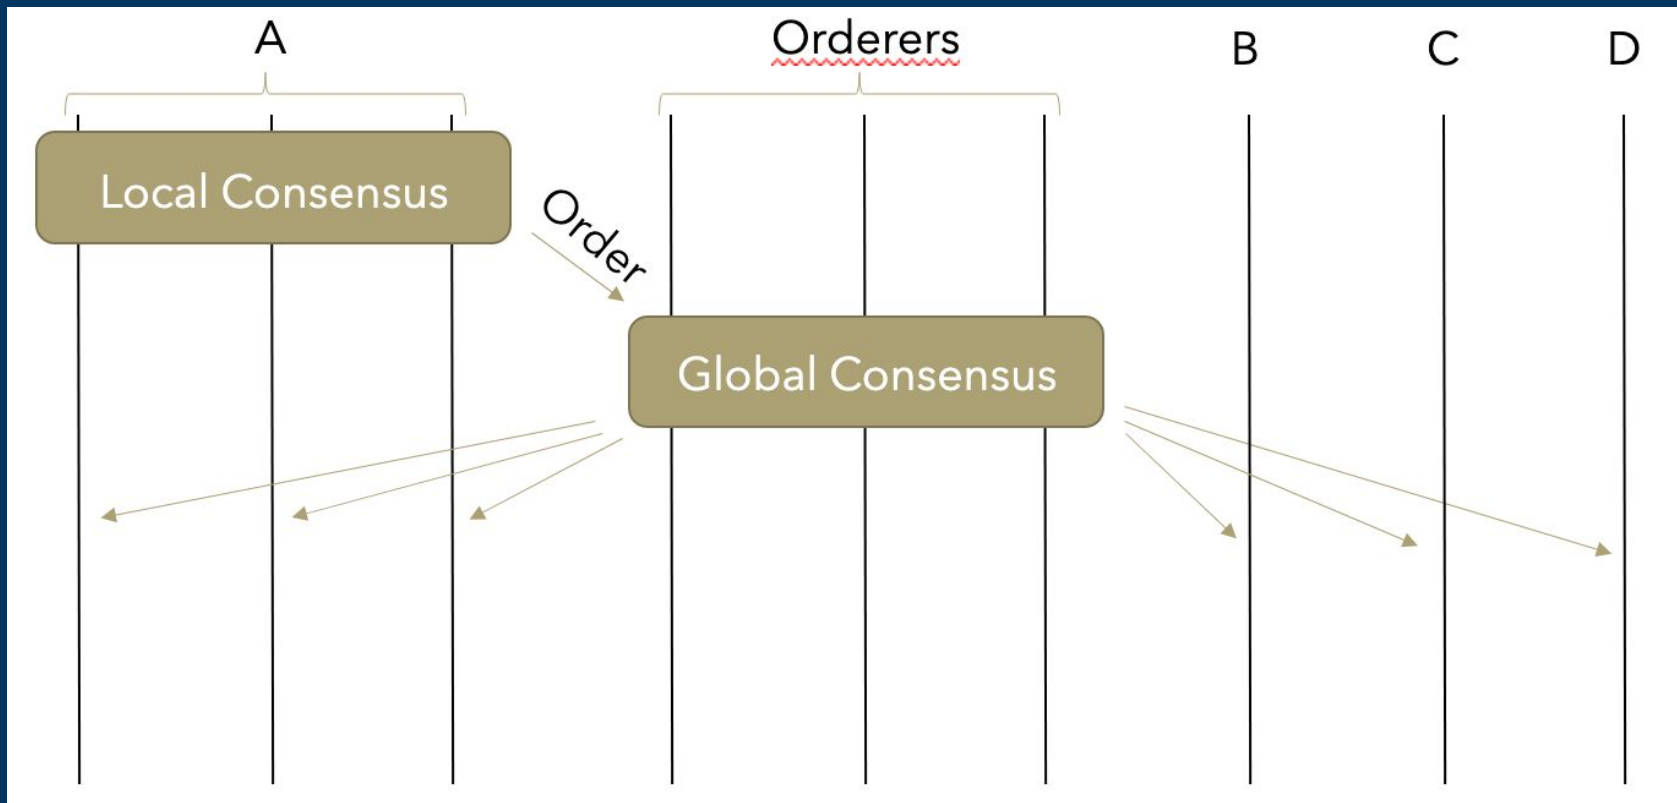 A
Orderers
B
C
D
Local Consensus
Order
Global Consensus